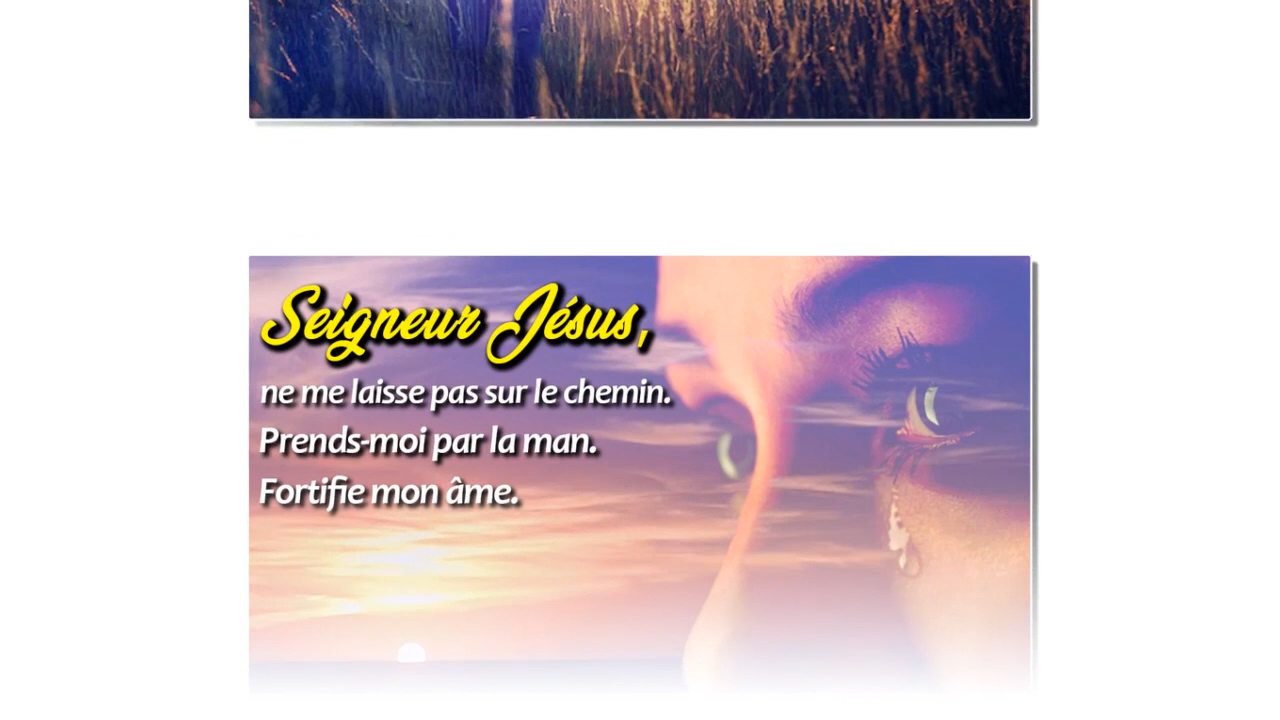 Seigneur Jésus,
ne me laisse pas sur le chemin.
Prends-moi par la man.
Fortifie mon âme.